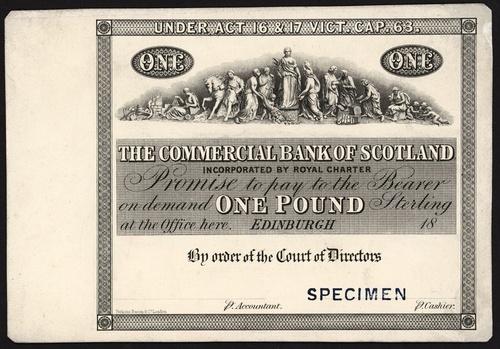 UNDER ACT 16 & 17 VICT. CAP. 63.
ONE ONE
THE COMMERCIAL BANK OF SCOTLAND
INCORPORATED BY ROYAL CHARTER
Promise to pay to the Bearer
on demand ONE POUND Sterling
at the Office here. EDINBURGH 18
By order of the Court of Directors
SPECIMEN
p. Accountant. p. Cashier.